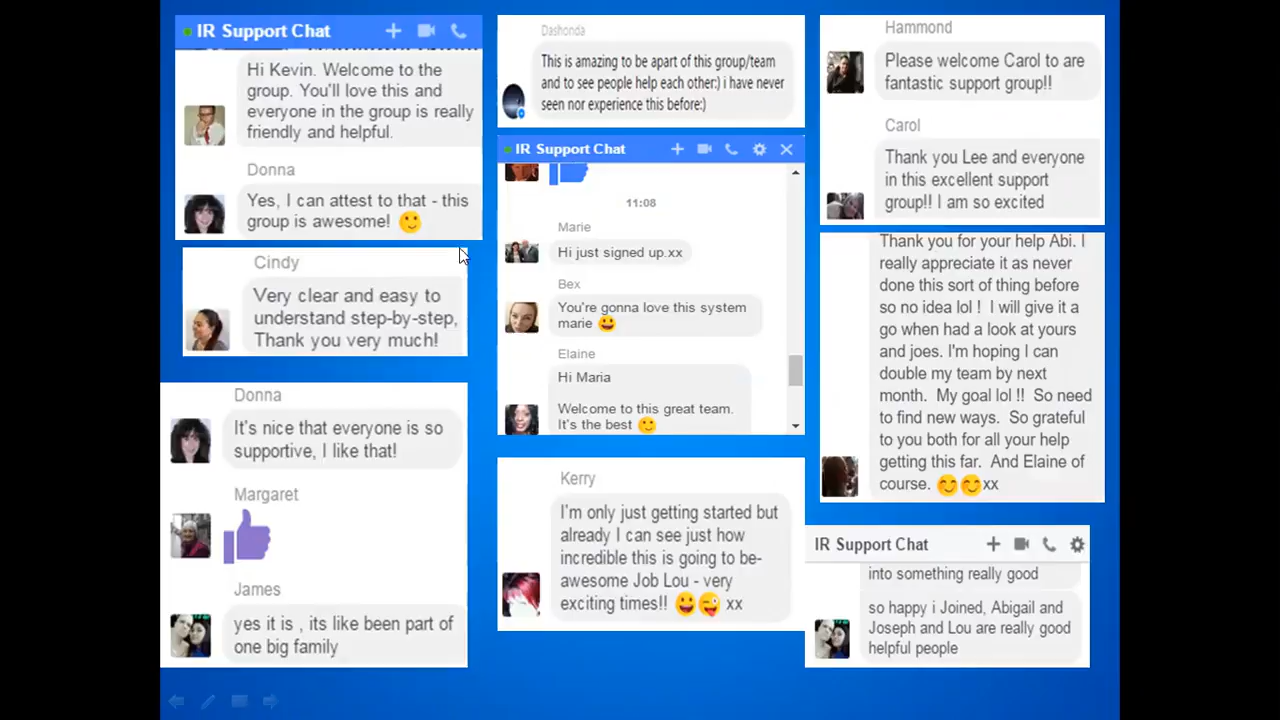 IR Support Chat
Hi Kevin. Welcome to the
group. You'll love this and
everyone in the group is really
friendly and helpful.
Donna
Yes, I can attest to that - this
group is awesome!
Cindy
Very clear and easy to
understand step-by-step,
Thank you very much!
Donna
It's nice that everyone is so
supportive, I like that!
Margaret
James
yes it is , its like been part of
one big family
Dashonda
This is amazing to be apart of this group/team
and to see people help each other:) i have never
seen nor experience this before:)
IR Support Chat
11:08
Marie
Hi just signed up.xx
Bex
You're gonna love this system
marie
Elaine
Hi Maria
Welcome to this great team.
It's the best
Kerry
I'm only just getting started but
already I can see just how
incredible this is going to be-
awesome Job Lou - very
exciting times!! xx
Hammond
Please welcome Carol to are
fantastic support group!!
Carol
Thank you Lee and everyone
in this excellent support
group!! I am so excited
Thank you for your help Abi. I
really appreciate it as never
done this sort of thing before
so no idea lol ! I will give it a
go when had a look at yours
and joes. I'm hoping I can
double my team by next
month. My goal lol !! So need
to find new ways. So grateful
to you both for all your help
getting this far. And Elaine of
course. xx
IR Support Chat
into something really good
so happy i Joined, Abigail and
Joseph and Lou are really good
helpful people